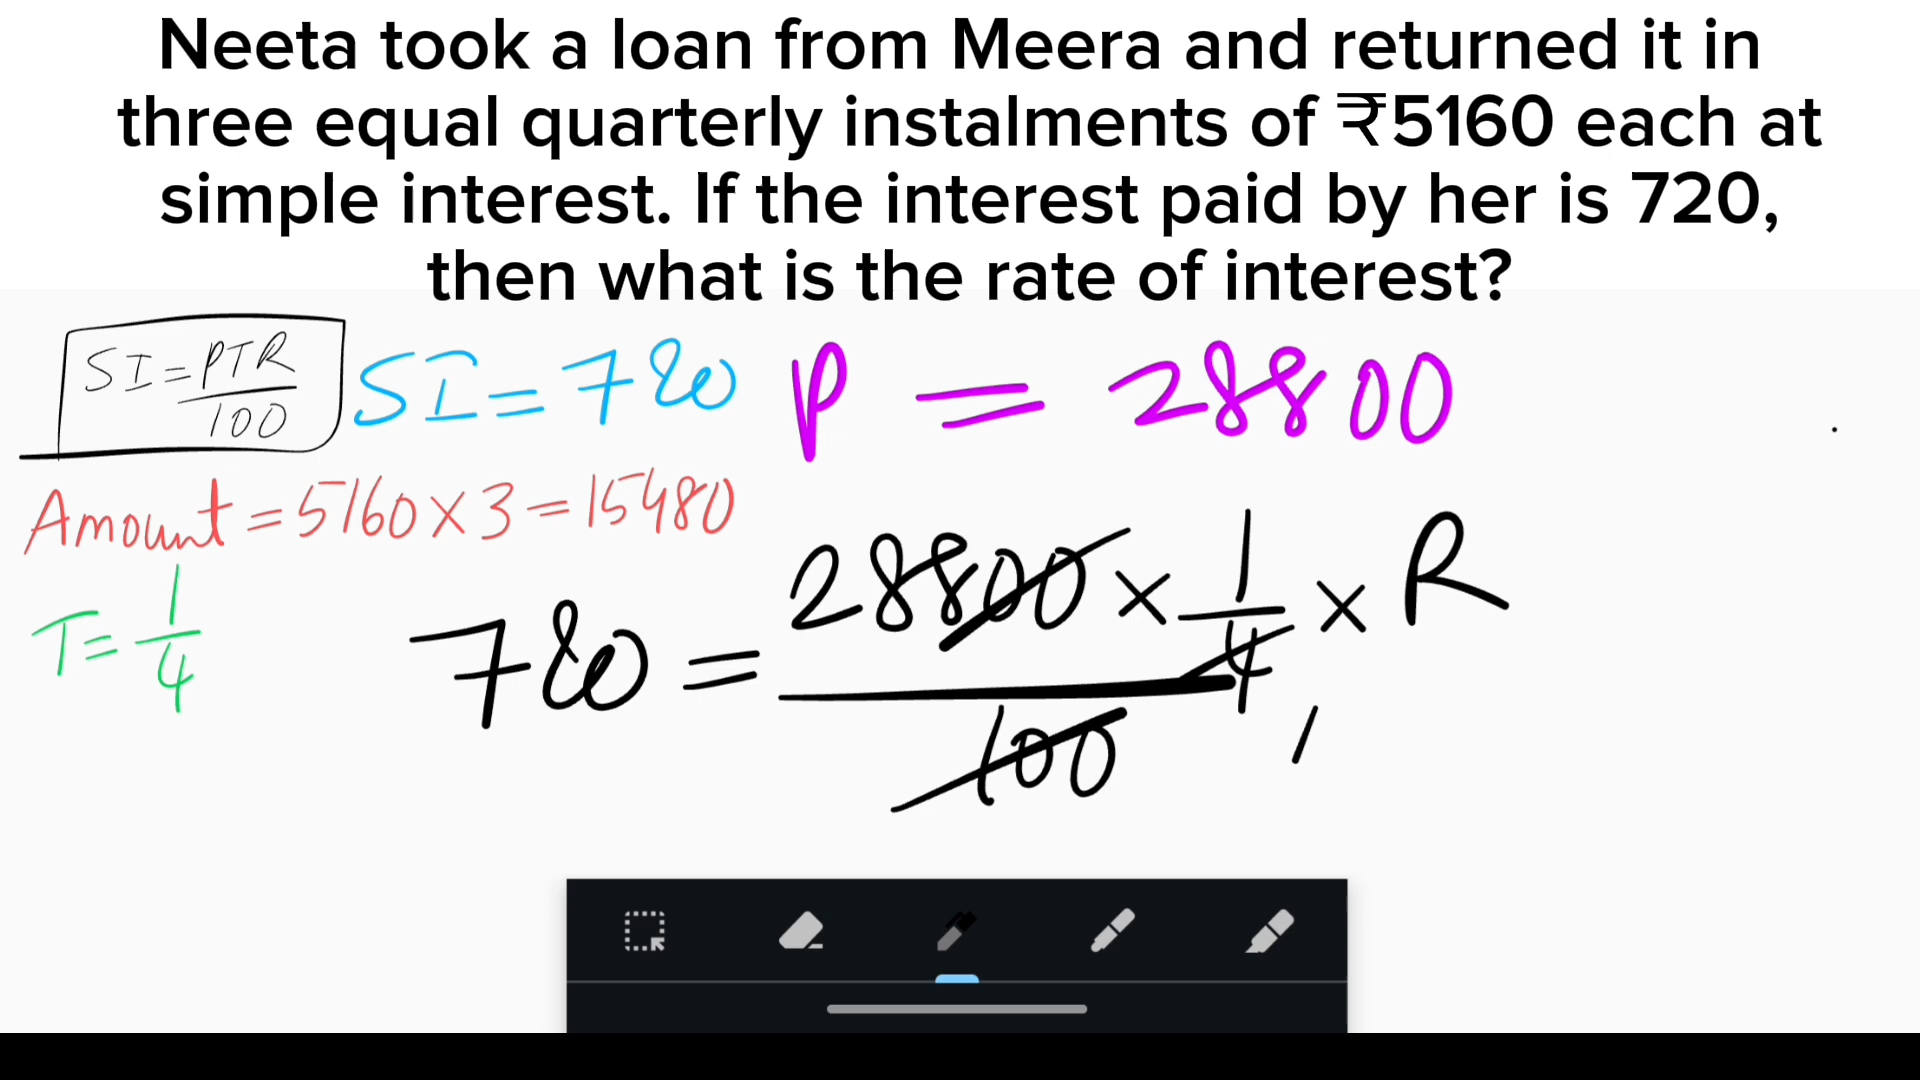 Neeta took a loan from Meera and returned it in
three equal quarterly instalments of ₹5160 each at
simple interest. If the interest paid by her is 720,
then what is the rate of interest?
SI = PTR/100
SI = 720
P = 28800
Amount = 5160 × 3 = 15480
T = 1/4
720 = 28800 × 1/4 × R / 100